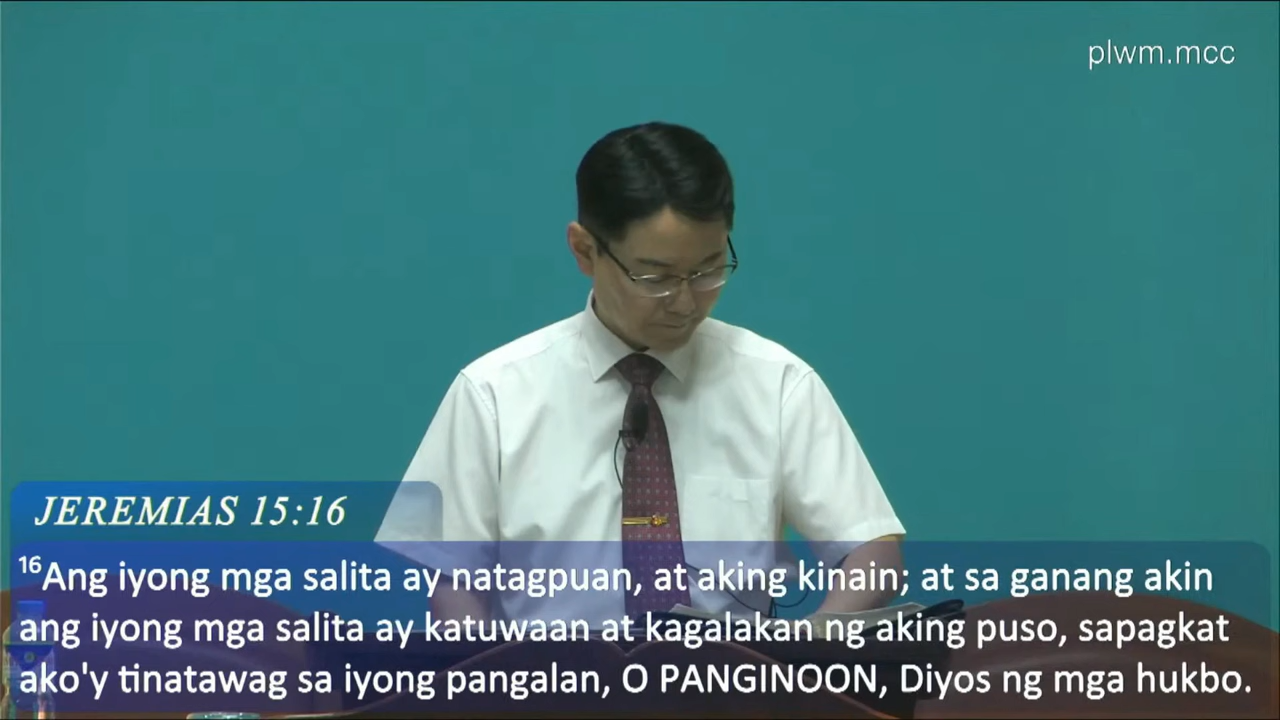 plwm.mcc
JEREMIAS 15:16
¹⁶Ang iyong mga salita ay natagpuan, at aking kinain; at sa ganang akin
ang iyong mga salita ay katuwaan at kagalakan ng aking puso, sapagkat
ako'y tinatawag sa iyong pangalan, O PANGINOON, Diyos ng mga hukbo.